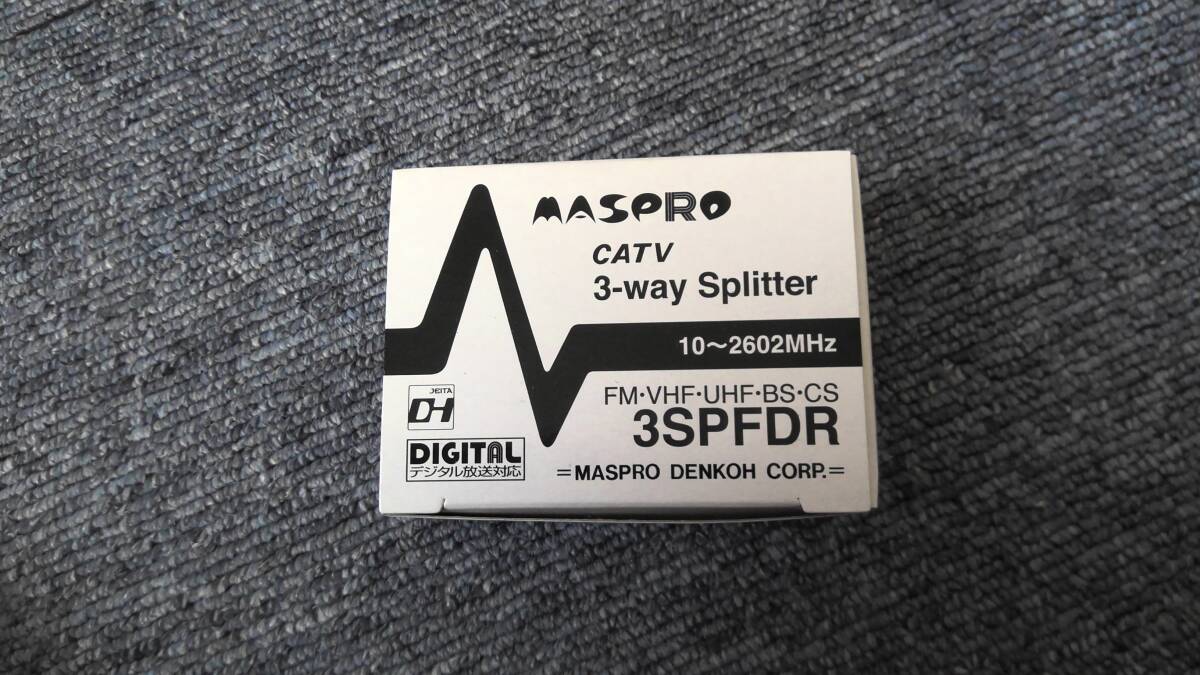 MASPRO
CATV
3-way Splitter
10～2602MHz
FM・VHF・UHF・BS・CS
3SPFDR
JEITA
DH
DIGITAL
デジタル放送対応
=MASPRO DENKOH CORP.=